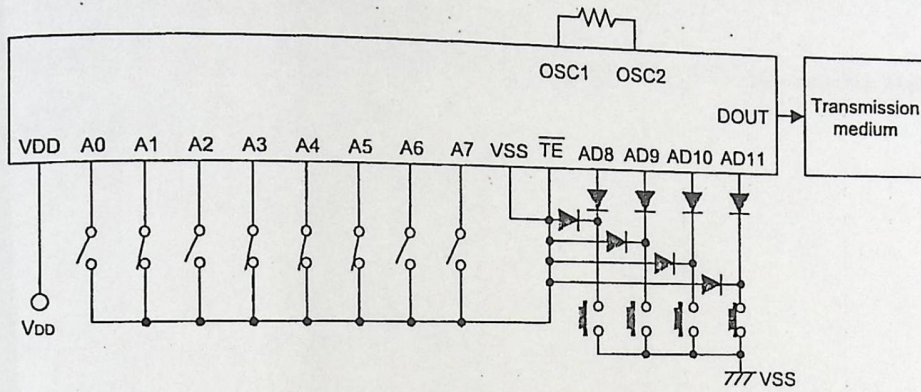 OSC1 OSC2
DOUT
Transmission
medium
VDD A0 A1 A2 A3 A4 A5 A6 A7 VSS T̅E̅ AD8 AD9 AD10 AD11
VDD
VSS